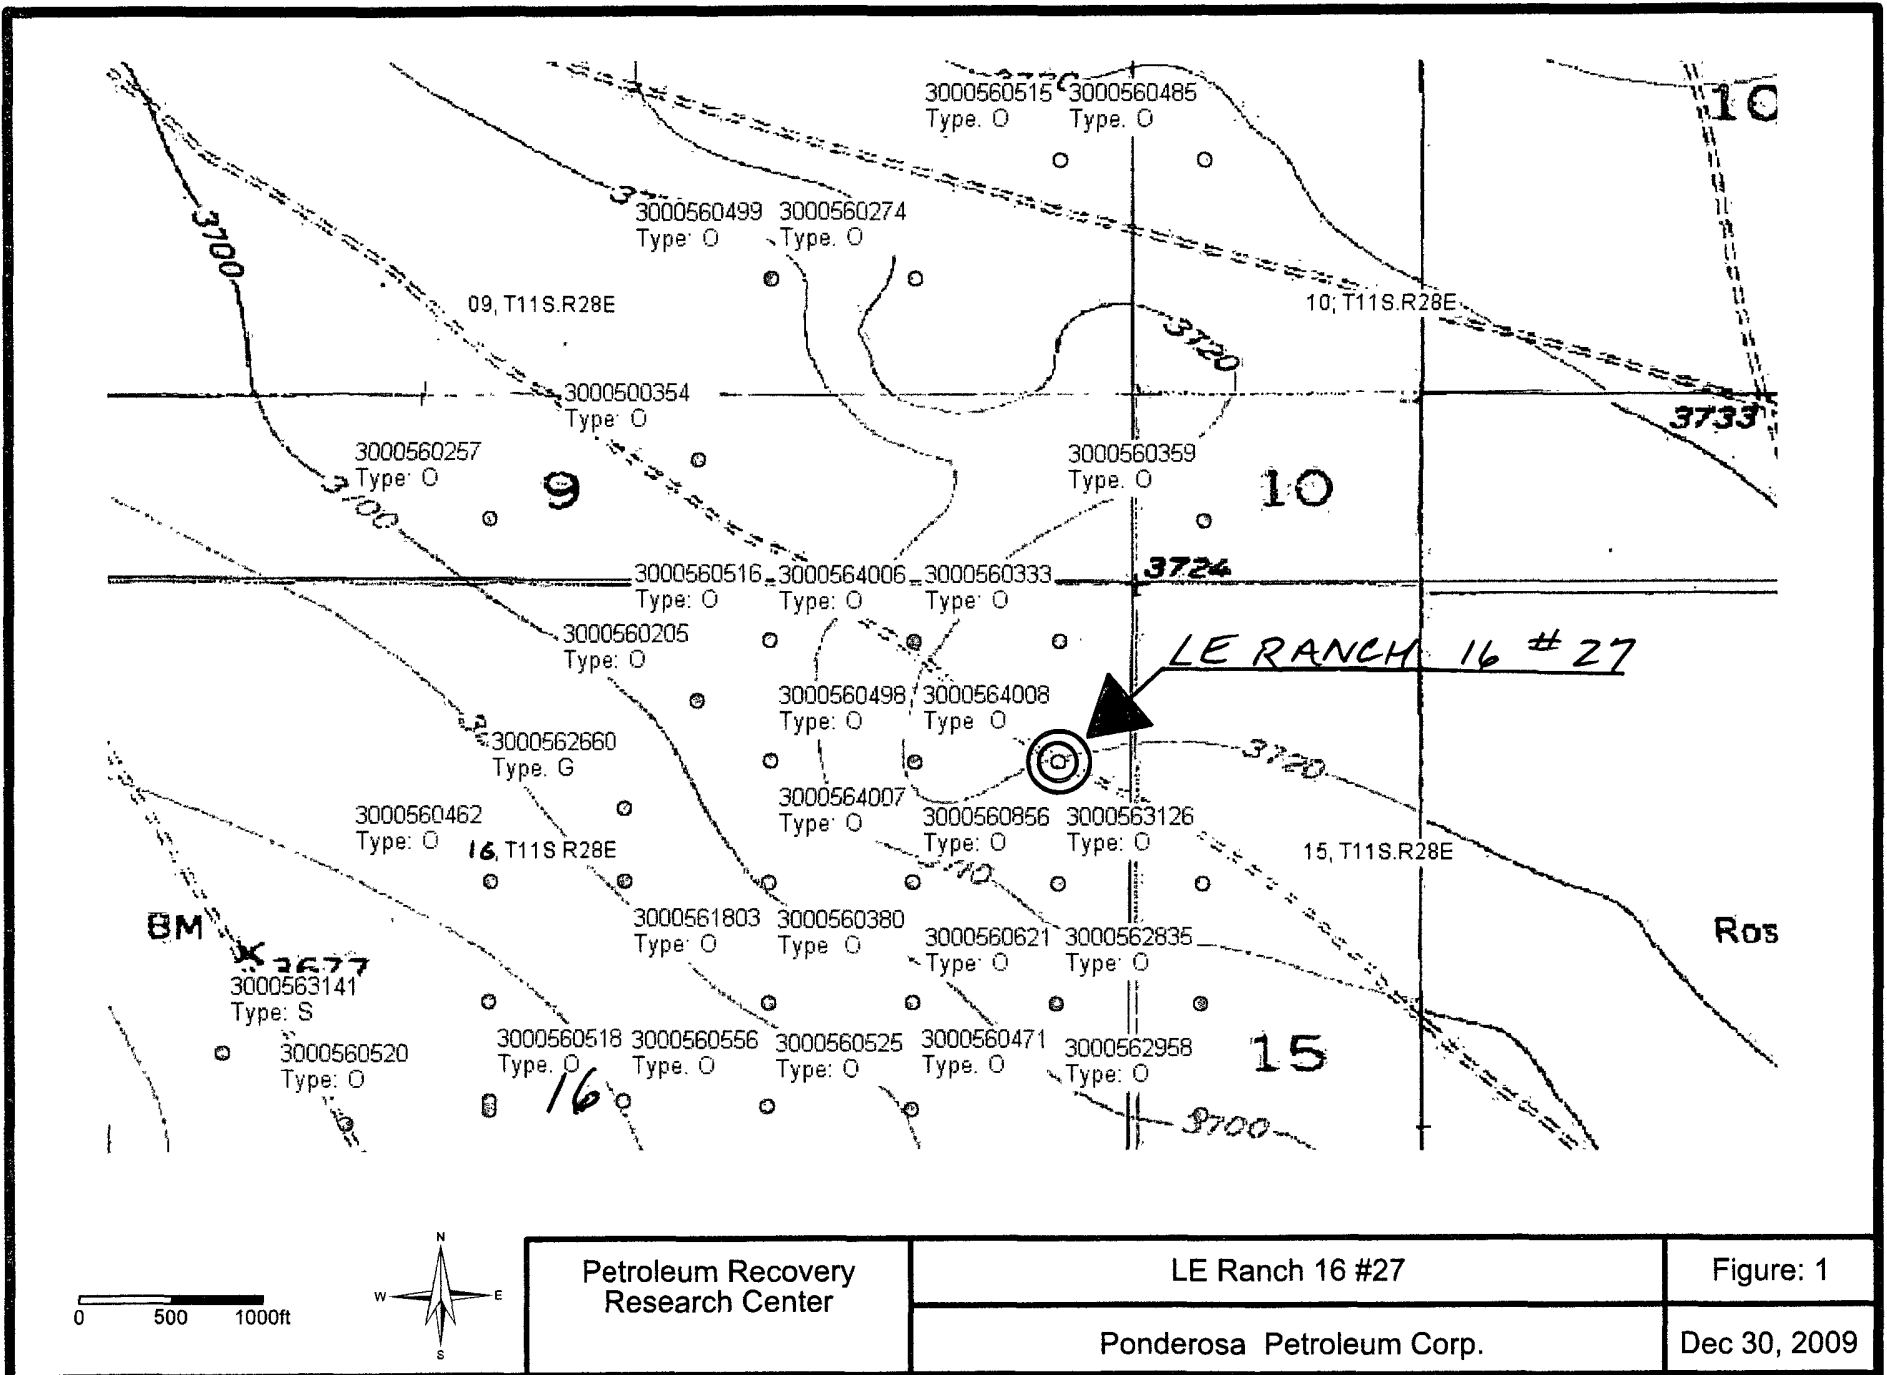 3000560515 3000560485
Type. O Type. O
10
3700
3000560499 3000560274
Type: O Type. O
09, T11S.R28E
10; T11S.R28E
3720
3000500354
Type: O
3733
3000560257
Type: O
3700
9
3000560359
Type. O
10
3724
3000560516 3000564006 3000560333
Type: O Type: O Type: O
3000560205
Type: O
LE RANCH 16 # 27
3000560498 3000564008
Type: O Type O
3000562660
Type. G
3720
3000564007
Type: O
3000560462
Type: O
3000560856 3000563126
Type: O Type: O
16, T11S R28E
15, T11S.R28E
BM
3000561803 3000560380
Type: O Type O
3000560621 3000562835
Type: O Type: O
Ros
3677
3000563141
Type: S
3000560520
Type: O
3000560518 3000560556 3000560525 3000560471
Type. O Type. O Type: O Type: O
3000562958
Type: O
15
16
3700
N
W E
S
0 500 1000ft
Petroleum Recovery
Research Center
LE Ranch 16 #27
Figure: 1
Ponderosa Petroleum Corp.
Dec 30, 2009